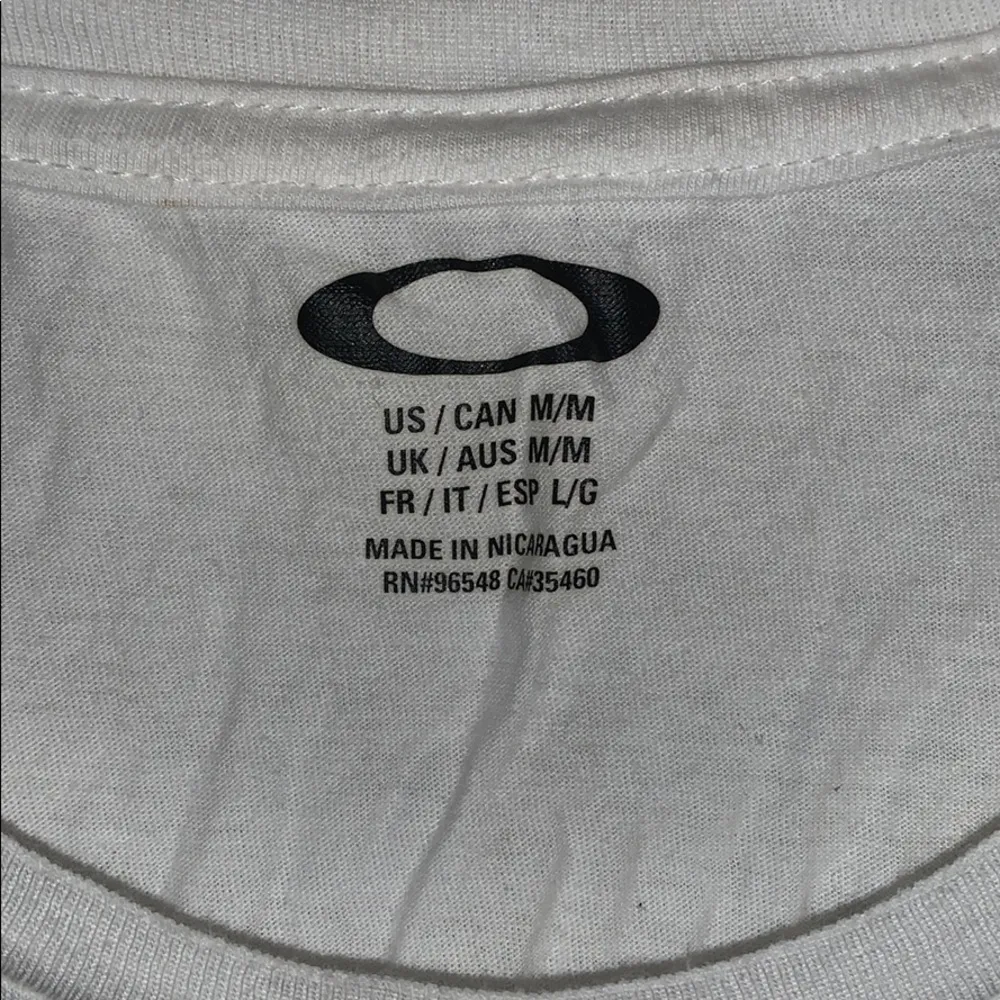 US / CAN M/M
UK / AUS M/M
FR / IT / ESP L/G
MADE IN NICARAGUA
RN#96548 CA#35460